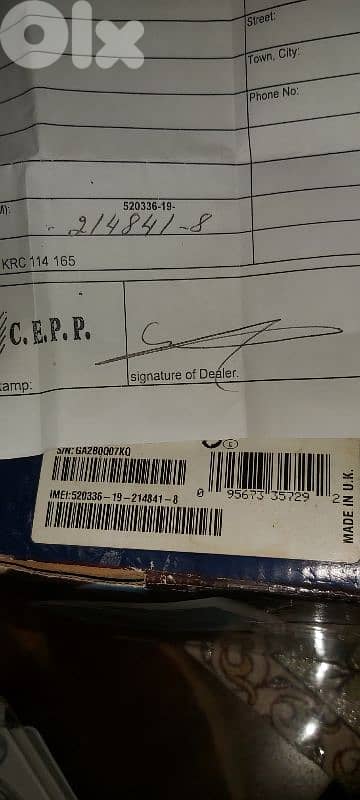 olx
Street:
Town, City:
Phone No:
M):
520336-19-
214841-8
KRC 114 165
C.E.P.P.
tamp:
signature of Dealer.
S/N: GA280007KQ
IMEI:520336-19-214841-8
0 95673 35729 2
MADE IN U.K.